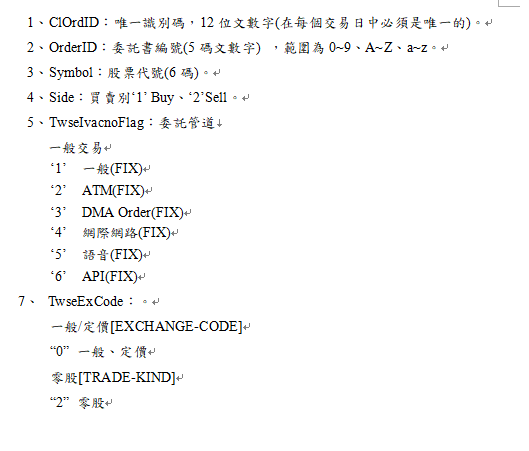 1、ClOrdID：唯一識別碼，12 位文數字(在每個交易日中必須是唯一的)。
2、OrderID：委託書編號(5 碼文數字) ，範圍為 0~9、A~Z、a~z。
3、Symbol：股票代號(6 碼)。
4、Side：買賣別‘1’ Buy、‘2’Sell。
5、TwseIvacnoFlag：委託管道
一般交易
‘1’ 一般(FIX)
‘2’ ATM(FIX)
‘3’ DMA Order(FIX)
‘4’ 網際網路(FIX)
‘5’ 語音(FIX)
‘6’ API(FIX)
7、 TwseExCode：。
一般/定價[EXCHANGE-CODE]
“0” 一般、定價
零股[TRADE-KIND]
“2” 零股